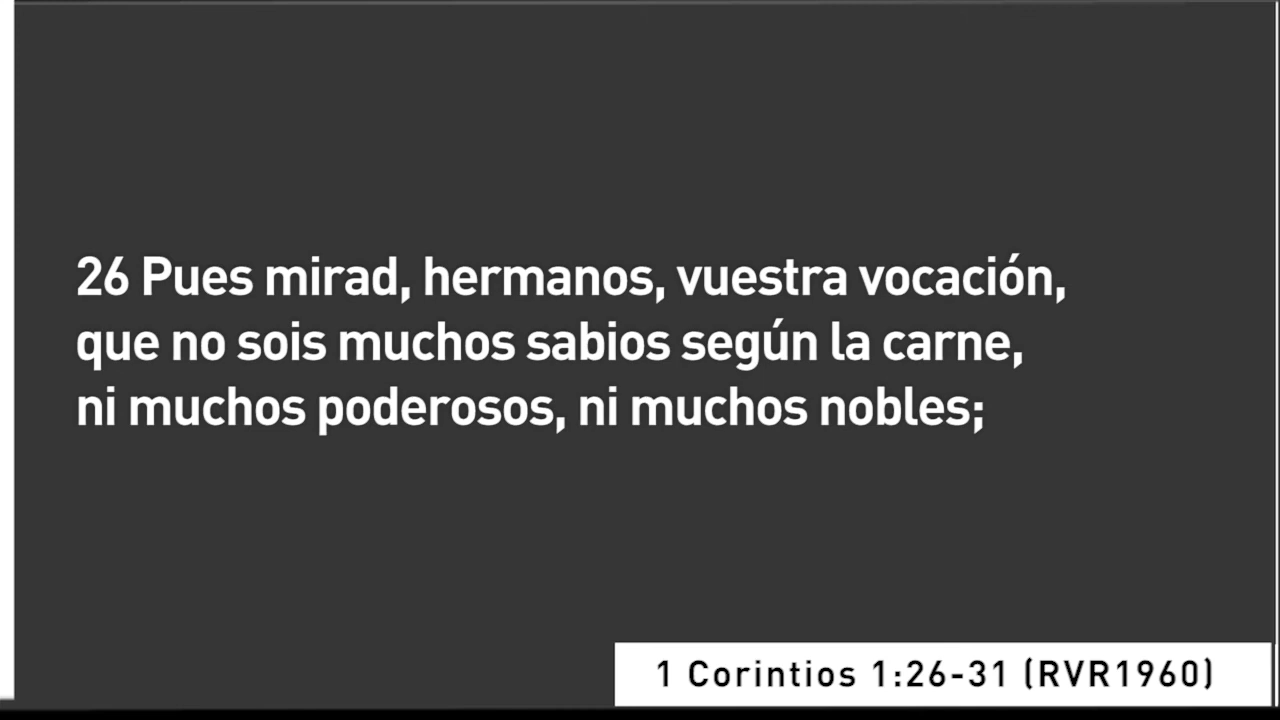 26 Pues mirad, hermanos, vuestra vocación,
que no sois muchos sabios según la carne,
ni muchos poderosos, ni muchos nobles;
1 Corintios 1:26-31 (RVR1960)